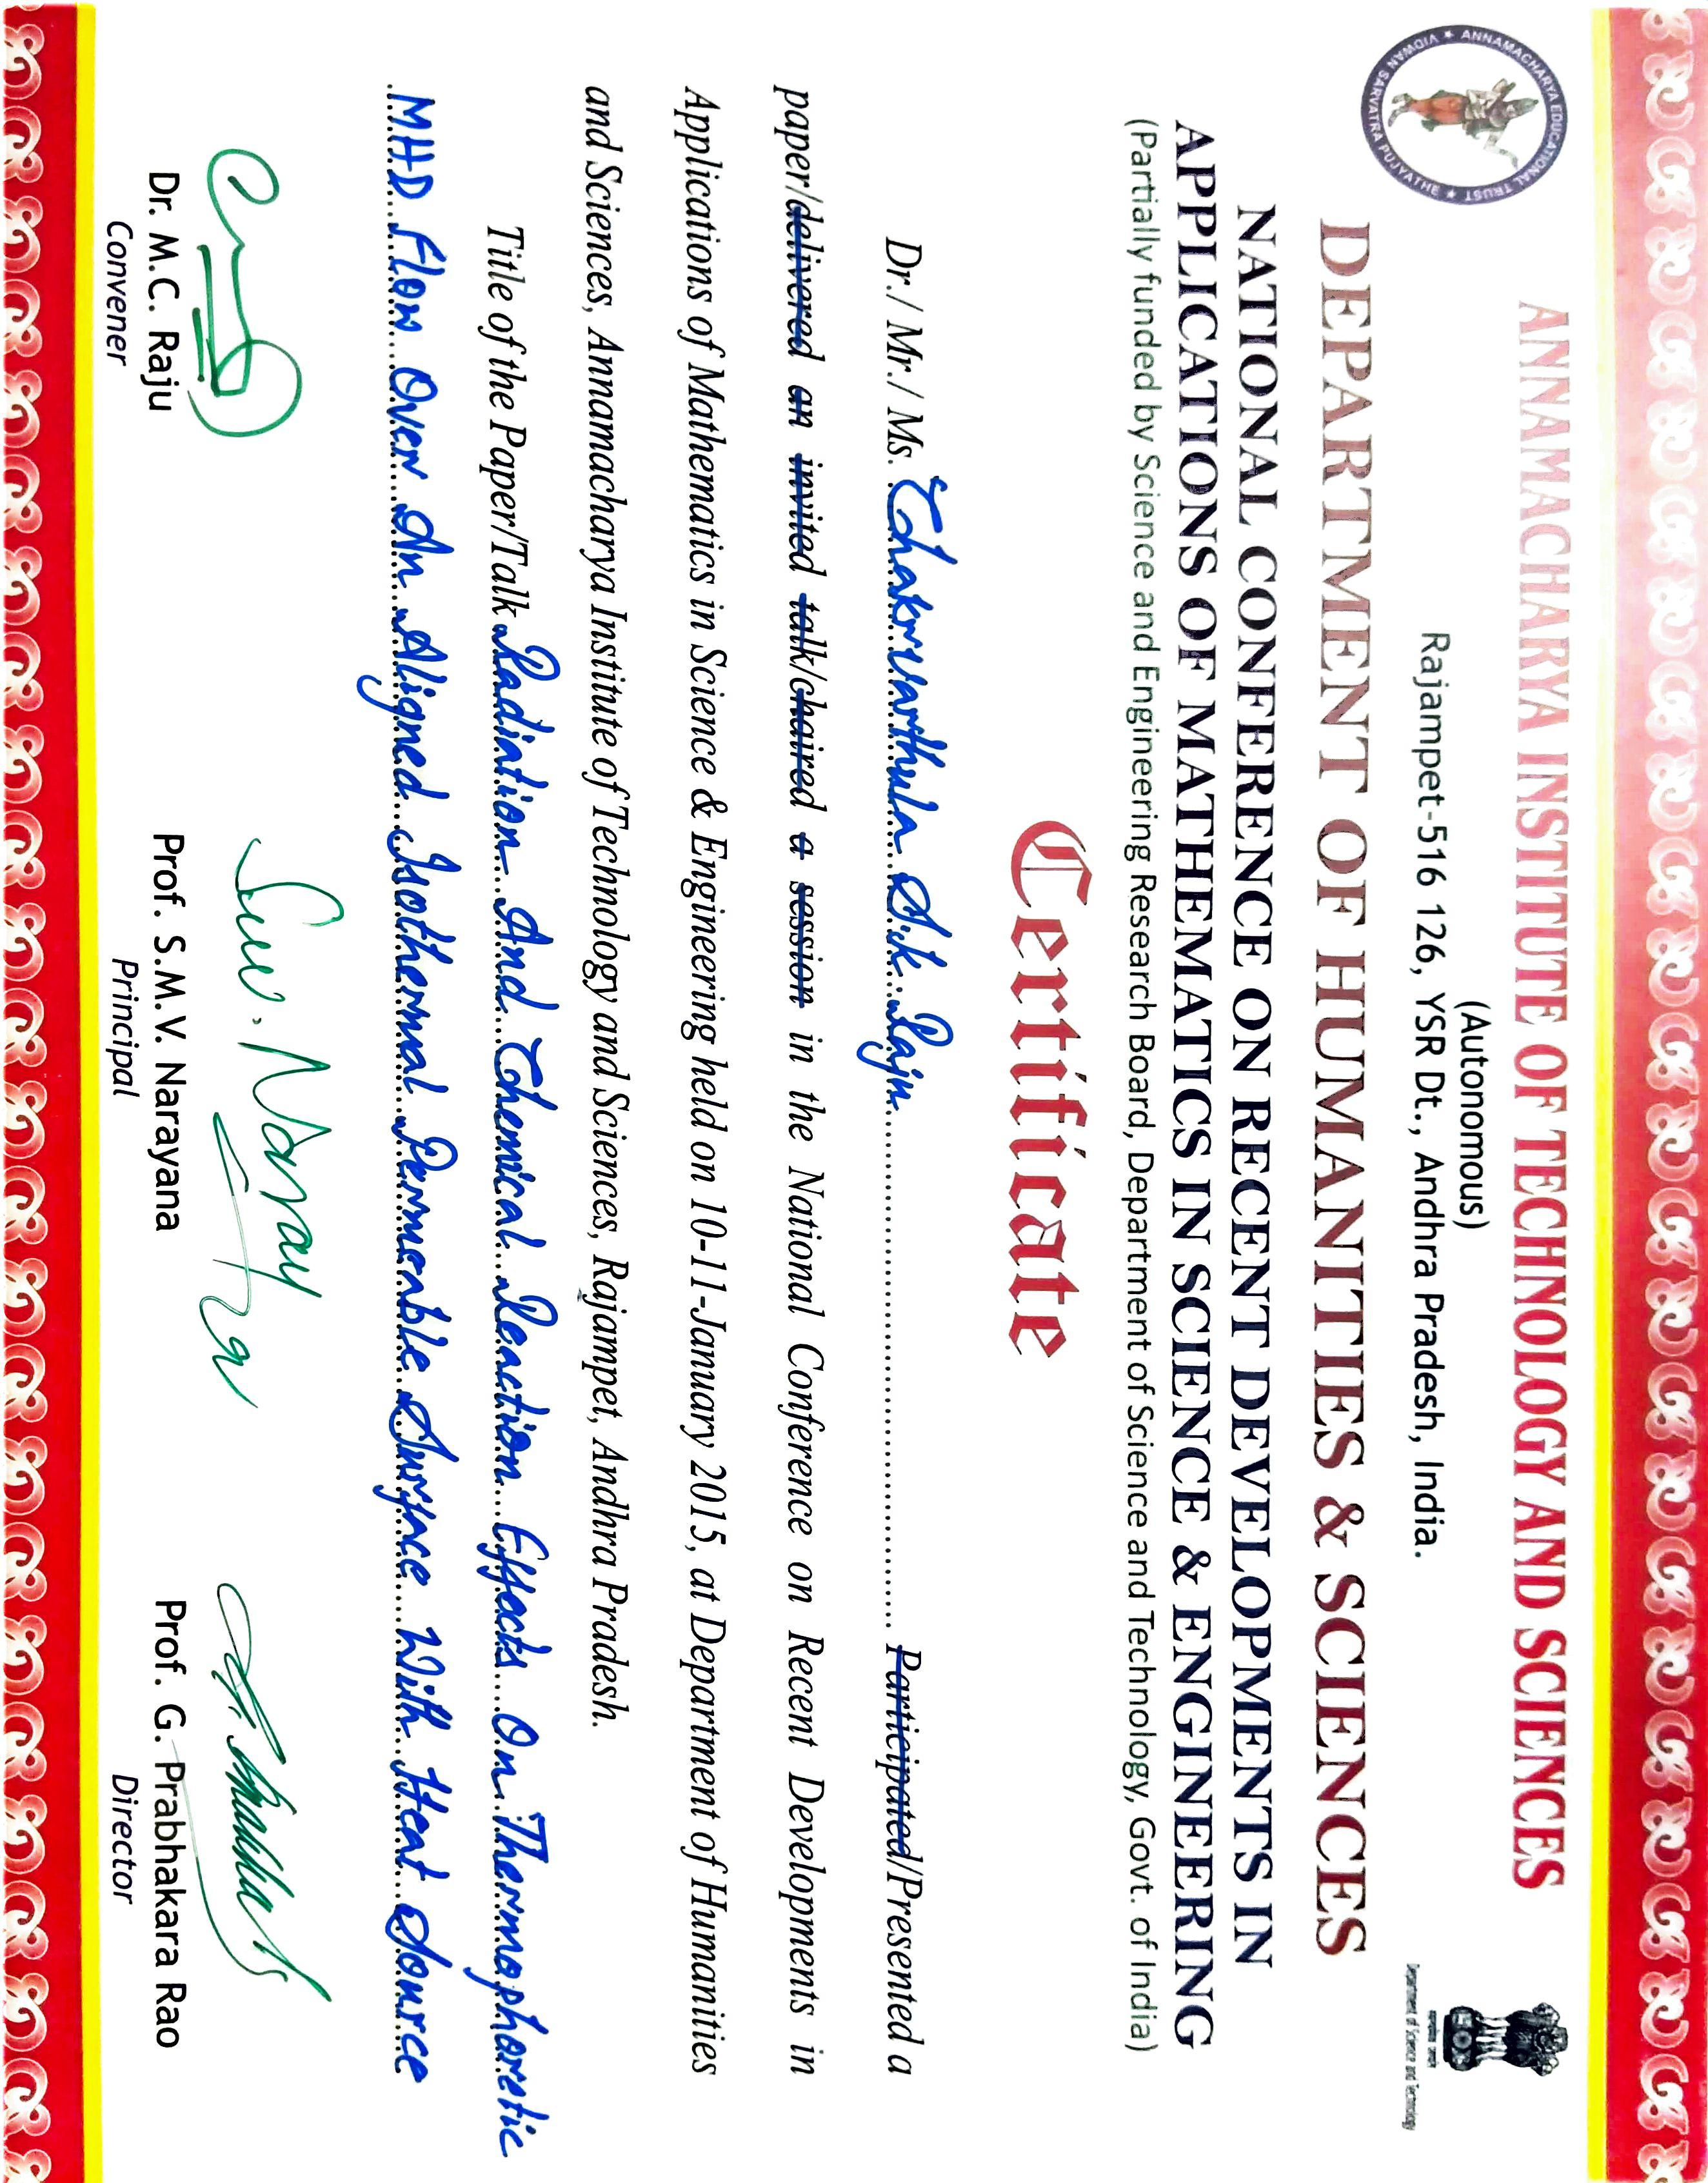 ANNAMACHARYA INSTITUTE OF TECHNOLOGY AND SCIENCES
(Autonomous)
Rajampet-516 126, YSR Dt., Andhra Pradesh, India.
ANNAMACHARYA EDUCATIONAL TRUST ★ VIDWAN SARVATRA PUJYATHE ★
Department of Science and Technology
DEPARTMENT OF HUMANITIES & SCIENCES
NATIONAL CONFERENCE ON RECENT DEVELOPMENTS IN
APPLICATIONS OF MATHEMATICS IN SCIENCE & ENGINEERING
(Partially funded by Science and Engineering Research Board, Department of Science and Technology, Govt. of India)
Certificate
Dr./ Mr./ Ms. Chakravarthula S.K. Raju Participated/Presented a
paper/delivered an invited talk/chaired a session in the National Conference on Recent Developments in
Applications of Mathematics in Science & Engineering held on 10-11-January 2015, at Department of Humanities
and Sciences, Annamacharya Institute of Technology and Sciences, Rajampet, Andhra Pradesh.
Title of the Paper/Talk Radiation And Chemical Reaction Effects On Thermophoretic
MHD Flow Over An Aligned Isothermal Permeable Surface With Heat Source
Dr. M.C. Raju
Convener
Prof. S.M.V. Narayana
Principal
Prof. G. Prabhakara Rao
Director